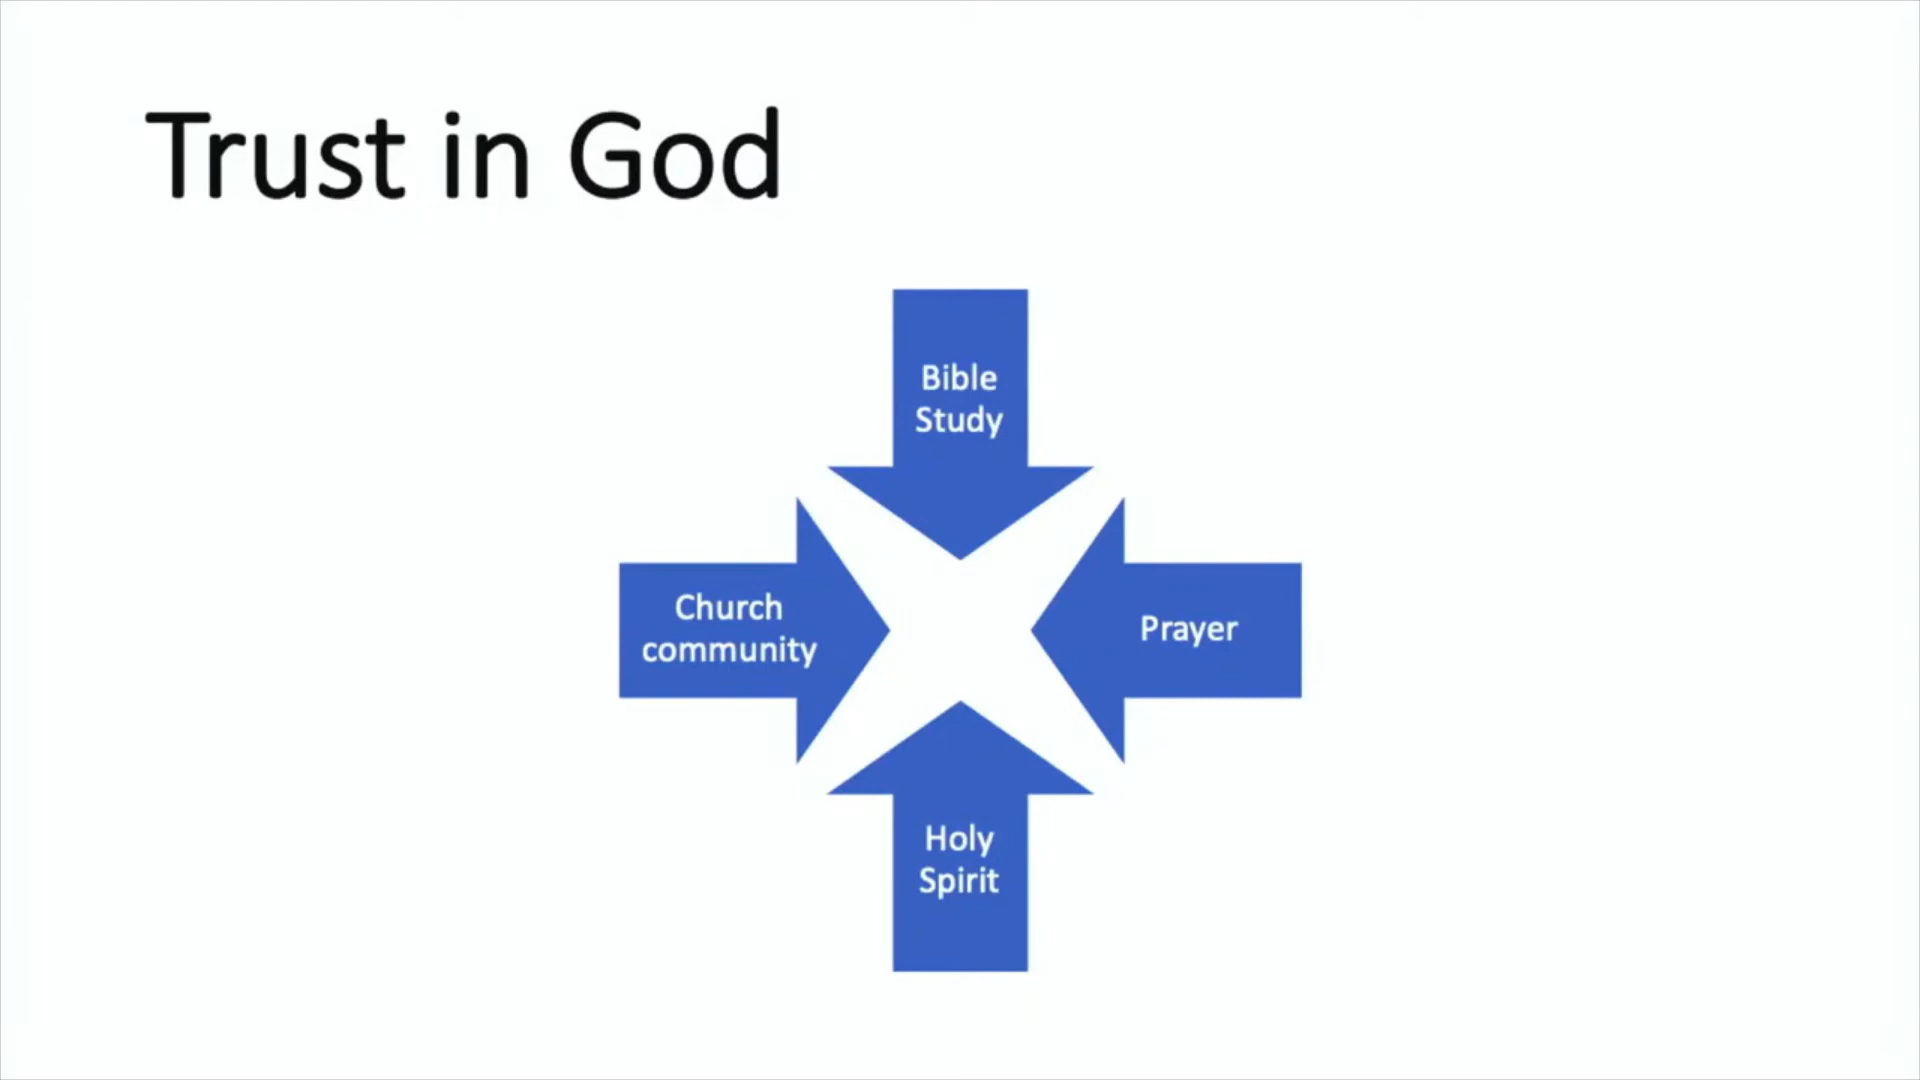 Trust in God
Bible
Study
Church
community
Prayer
Holy
Spirit